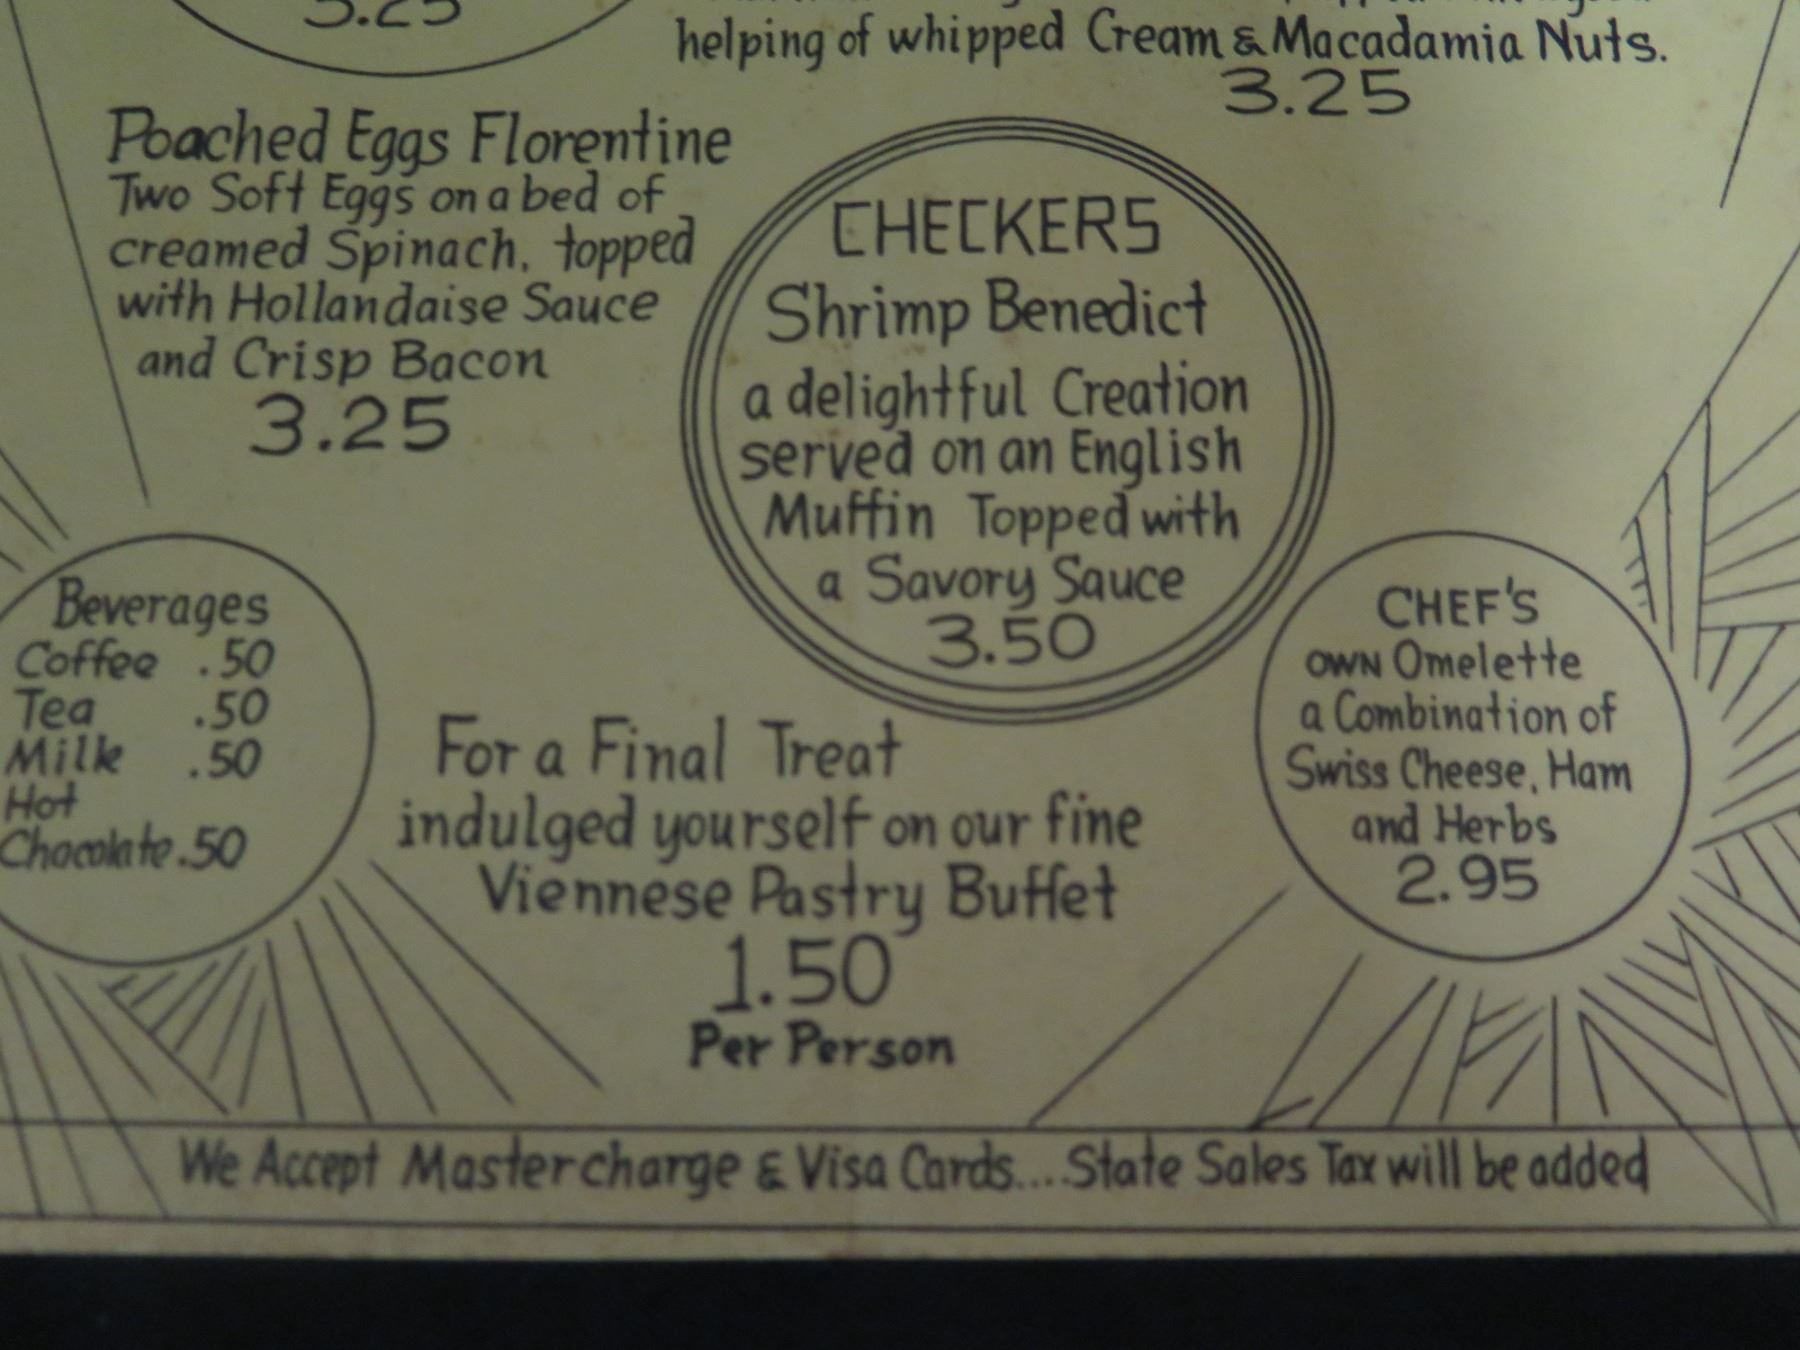 3.25
helping of whipped Cream & Macadamia Nuts.
3.25
Poached Eggs Florentine
Two Soft Eggs on a bed of
creamed Spinach, topped
with Hollandaise Sauce
and Crisp Bacon
3.25
CHECKERS
Shrimp Benedict
a delightful Creation
served on an English
Muffin Topped with
a Savory Sauce
3.50
Beverages
Coffee .50
Tea .50
Milk .50
Hot
Chocolate .50
CHEF'S
OWN Omelette
a Combination of
Swiss Cheese, Ham
and Herbs
2.95
For a Final Treat
indulged yourself on our fine
Viennese Pastry Buffet
1.50
Per Person
We Accept Mastercharge & Visa Cards....State Sales Tax will be added